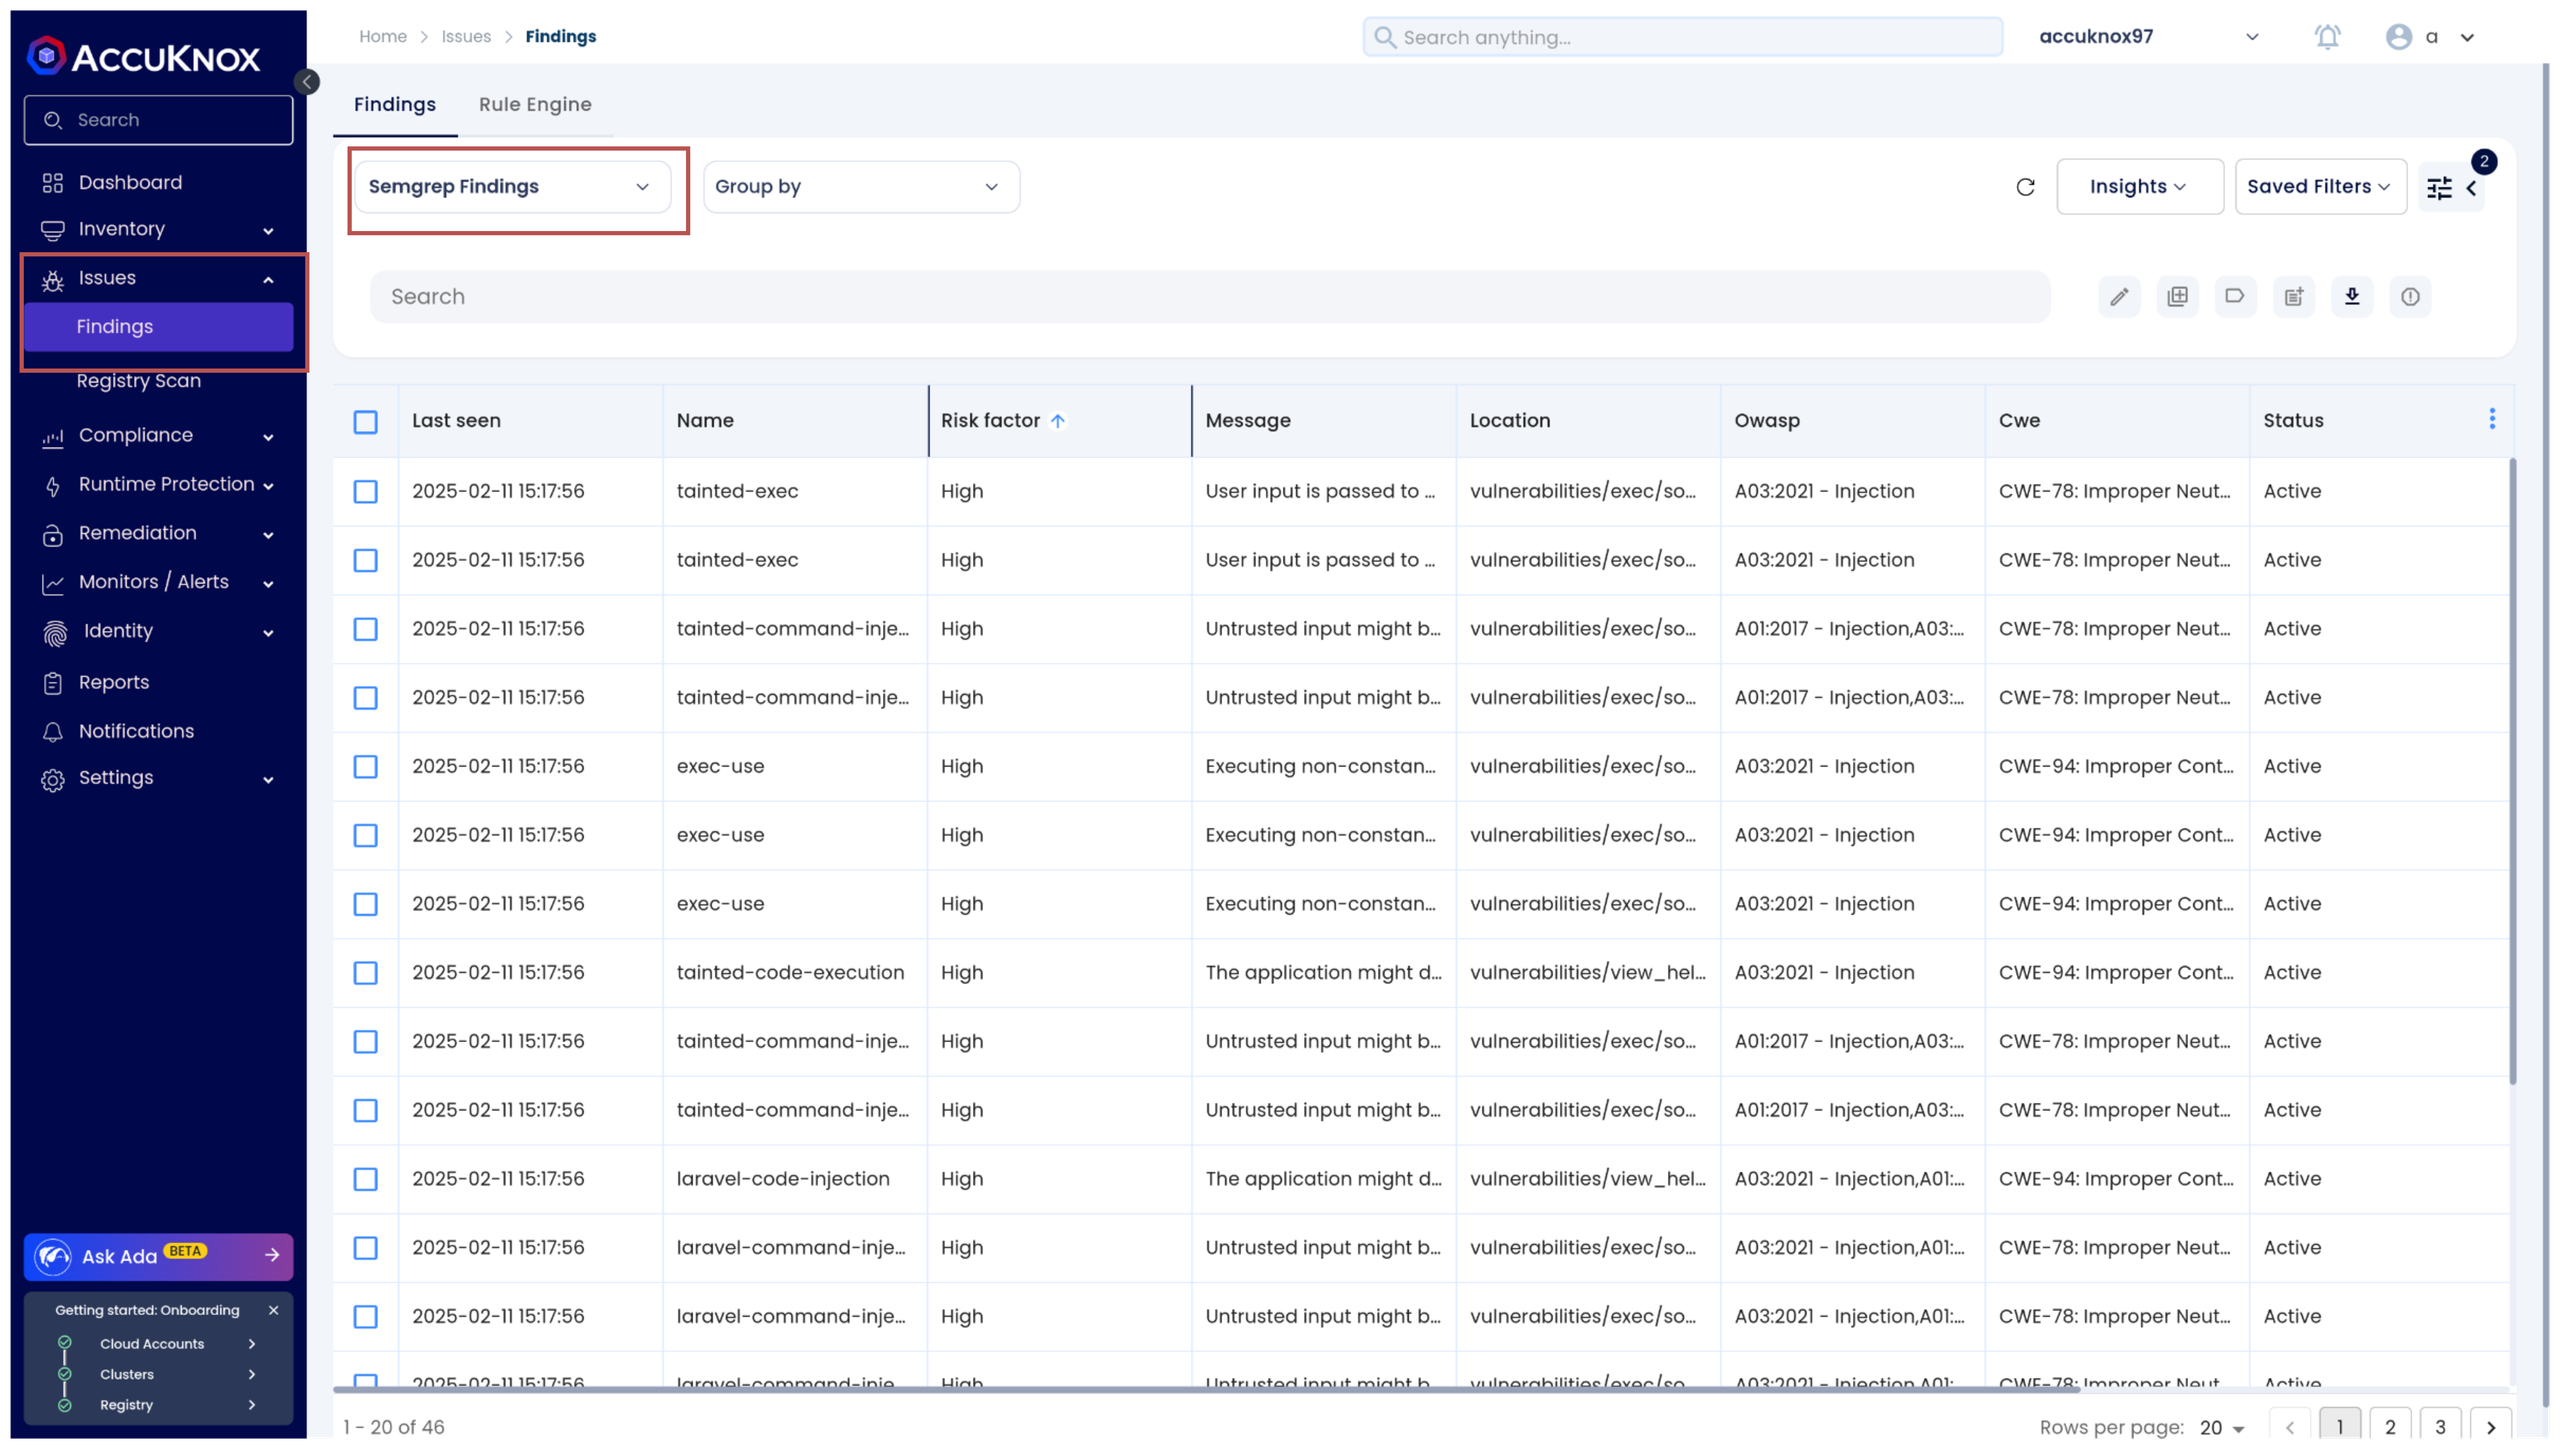 ACCUKNOX
Search
Dashboard
Inventory
Issues
Findings
Registry Scan
Compliance
Runtime Protection
Remediation
Monitors / Alerts
Identity
Reports
Notifications
Settings
Ask Ada BETA
Getting started: Onboarding
Cloud Accounts
Clusters
Registry
Home > Issues > Findings
Search anything...
accuknox97
a
Findings Rule Engine
Semgrep Findings Group by
Insights Saved Filters 2
Search
Last seen Name Risk factor Message Location Owasp Cwe Status
2025-02-11 15:17:56 tainted-exec High User input is passed to ... vulnerabilities/exec/so... A03:2021 - Injection CWE-78: Improper Neut... Active
2025-02-11 15:17:56 tainted-exec High User input is passed to ... vulnerabilities/exec/so... A03:2021 - Injection CWE-78: Improper Neut... Active
2025-02-11 15:17:56 tainted-command-inje... High Untrusted input might b... vulnerabilities/exec/so... A01:2017 - Injection,A03:... CWE-78: Improper Neut... Active
2025-02-11 15:17:56 tainted-command-inje... High Untrusted input might b... vulnerabilities/exec/so... A01:2017 - Injection,A03:... CWE-78: Improper Neut... Active
2025-02-11 15:17:56 exec-use High Executing non-constan... vulnerabilities/exec/so... A03:2021 - Injection CWE-94: Improper Cont... Active
2025-02-11 15:17:56 exec-use High Executing non-constan... vulnerabilities/exec/so... A03:2021 - Injection CWE-94: Improper Cont... Active
2025-02-11 15:17:56 exec-use High Executing non-constan... vulnerabilities/exec/so... A03:2021 - Injection CWE-94: Improper Cont... Active
2025-02-11 15:17:56 tainted-code-execution High The application might d... vulnerabilities/view_hel... A03:2021 - Injection CWE-94: Improper Cont... Active
2025-02-11 15:17:56 tainted-command-inje... High Untrusted input might b... vulnerabilities/exec/so... A01:2017 - Injection,A03:... CWE-78: Improper Neut... Active
2025-02-11 15:17:56 tainted-command-inje... High Untrusted input might b... vulnerabilities/exec/so... A01:2017 - Injection,A03:... CWE-78: Improper Neut... Active
2025-02-11 15:17:56 laravel-code-injection High The application might d... vulnerabilities/view_hel... A03:2021 - Injection,A01:... CWE-94: Improper Cont... Active
2025-02-11 15:17:56 laravel-command-inje... High Untrusted input might b... vulnerabilities/exec/so... A03:2021 - Injection,A01:... CWE-78: Improper Neut... Active
2025-02-11 15:17:56 laravel-command-inje... High Untrusted input might b... vulnerabilities/exec/so... A03:2021 - Injection,A01:... CWE-78: Improper Neut... Active
2025-02-11 15:17:56 laravel-command-inje High Untrusted input might b... vulnerabilities/exec/so A03:2021 - Injection A01: CWE-78: Improper Neut Active
1 - 20 of 46
Rows per page: 20 < 1 2 3 >